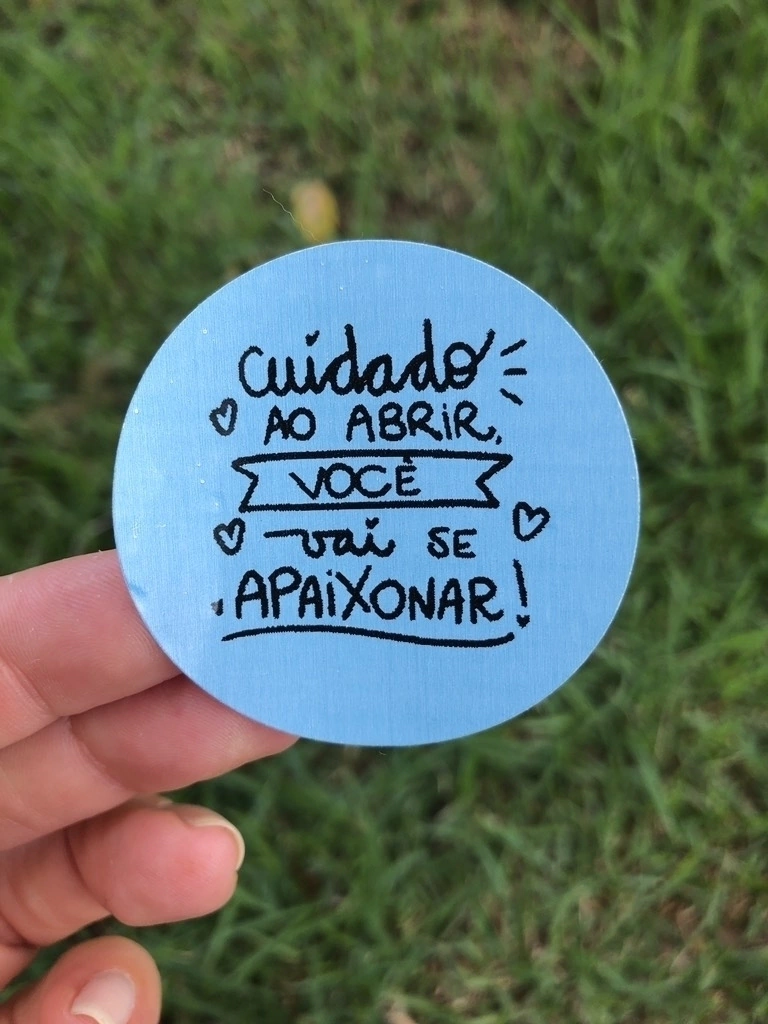 cuidado
AO ABRIR,
VOCÊ
vai SE
APAIXONAR!